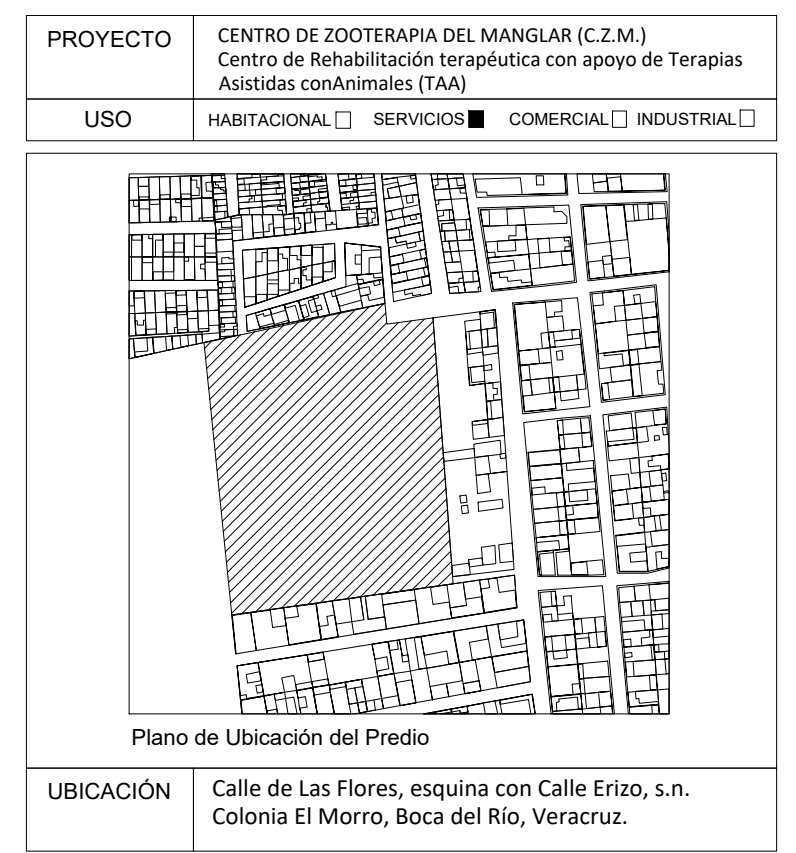 PROYECTO
CENTRO DE ZOOTERAPIA DEL MANGLAR (C.Z.M.)
Centro de Rehabilitación terapéutica con apoyo de Terapias
Asistidas conAnimales (TAA)
USO
HABITACIONAL SERVICIOS COMERCIAL INDUSTRIAL
Plano de Ubicación del Predio
UBICACIÓN
Calle de Las Flores, esquina con Calle Erizo, s.n.
Colonia El Morro, Boca del Río, Veracruz.